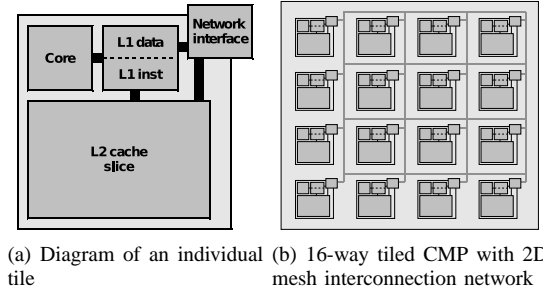 Network
interface
L1 data
Core
L1 inst
L2 cache
slice
(a) Diagram of an individual
tile
(b) 16-way tiled CMP with 2D
mesh interconnection network